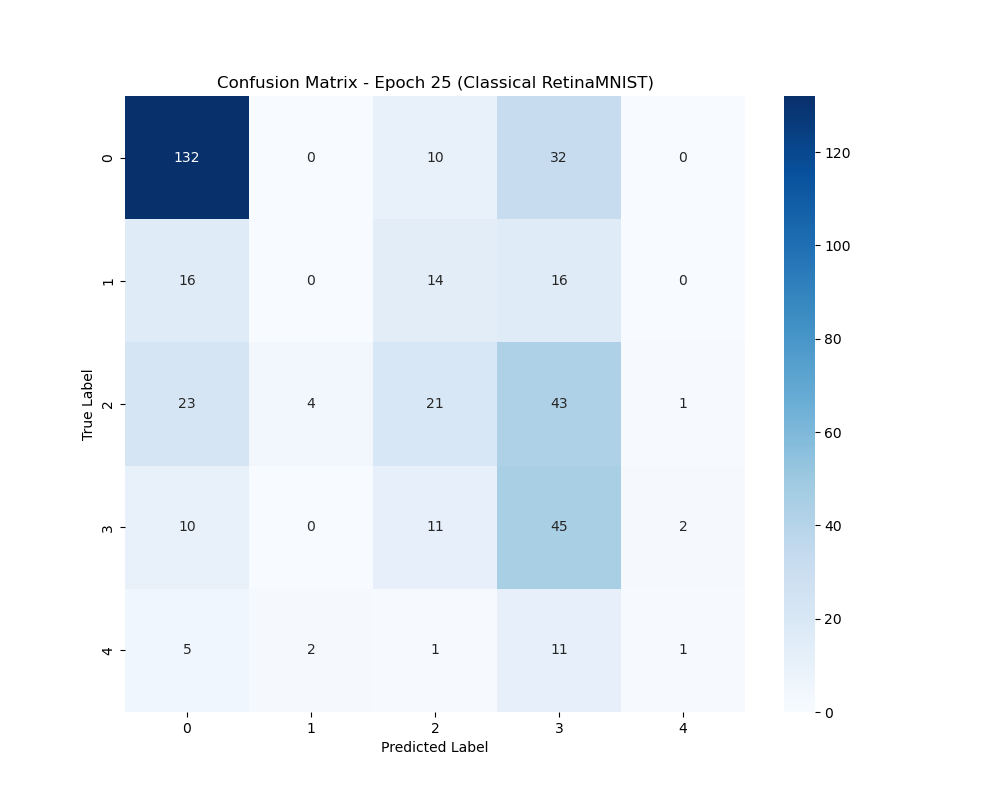 Confusion Matrix - Epoch 25 (Classical RetinaMNIST)
True Label
0 132 0 10 32 0
1 16 0 14 16 0
2 23 4 21 43 1
3 10 0 11 45 2
4 5 2 1 11 1
0 1 2 3 4
Predicted Label
120
100
80
60
40
20
0